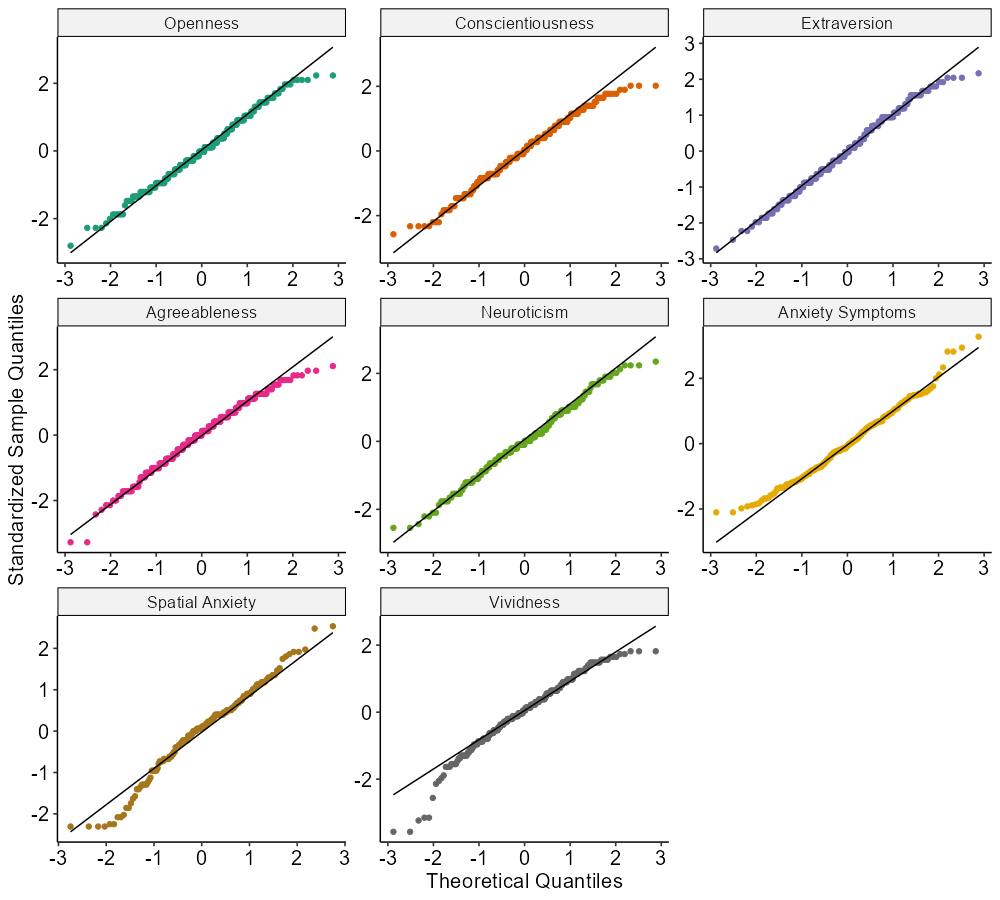 Openness Conscientiousness Extraversion
2 0 -2
-3 -2 -1 0 1 2 3
2 0 -2
-3 -2 -1 0 1 2 3
3 2 1 0 -1 -2 -3
-3 -2 -1 0 1 2 3
Agreeableness Neuroticism Anxiety Symptoms
2 0 -2
-3 -2 -1 0 1 2 3
2 0 -2
-3 -2 -1 0 1 2 3
2 0 -2
-3 -2 -1 0 1 2 3
Spatial Anxiety Vividness
2 1 0 -1 -2
-3 -2 -1 0 1 2 3
2 0 -2
-3 -2 -1 0 1 2 3
Standardized Sample Quantiles
Theoretical Quantiles